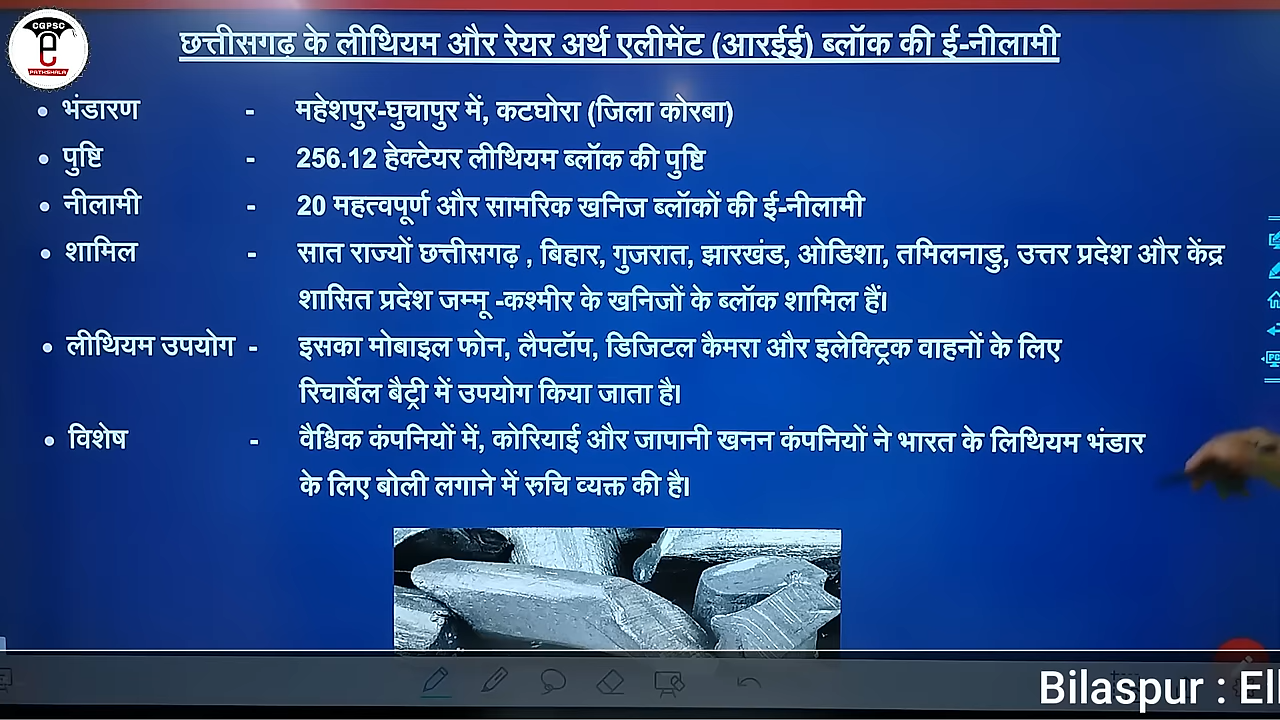 CGPSC
e
PATHSHALA
छत्तीसगढ़ के लीथियम और रेयर अर्थ एलीमेंट (आरईई) ब्लॉक की ई-नीलामी
• भंडारण - महेशपुर-घुचापुर में, कटघोरा (जिला कोरबा)
• पुष्टि - 256.12 हेक्टेयर लीथियम ब्लॉक की पुष्टि
• नीलामी - 20 महत्वपूर्ण और सामरिक खनिज ब्लॉकों की ई-नीलामी
• शामिल - सात राज्यों छत्तीसगढ़ , बिहार, गुजरात, झारखंड, ओडिशा, तमिलनाडु, उत्तर प्रदेश और केंद्र
शासित प्रदेश जम्मू -कश्मीर के खनिजों के ब्लॉक शामिल हैं।
• लीथियम उपयोग - इसका मोबाइल फोन, लैपटॉप, डिजिटल कैमरा और इलेक्ट्रिक वाहनों के लिए
रिचार्बेल बैट्री में उपयोग किया जाता है।
• विशेष - वैश्विक कंपनियों में, कोरियाई और जापानी खनन कंपनियों ने भारत के लिथियम भंडार
के लिए बोली लगाने में रुचि व्यक्त की है।
Bilaspur : Ell